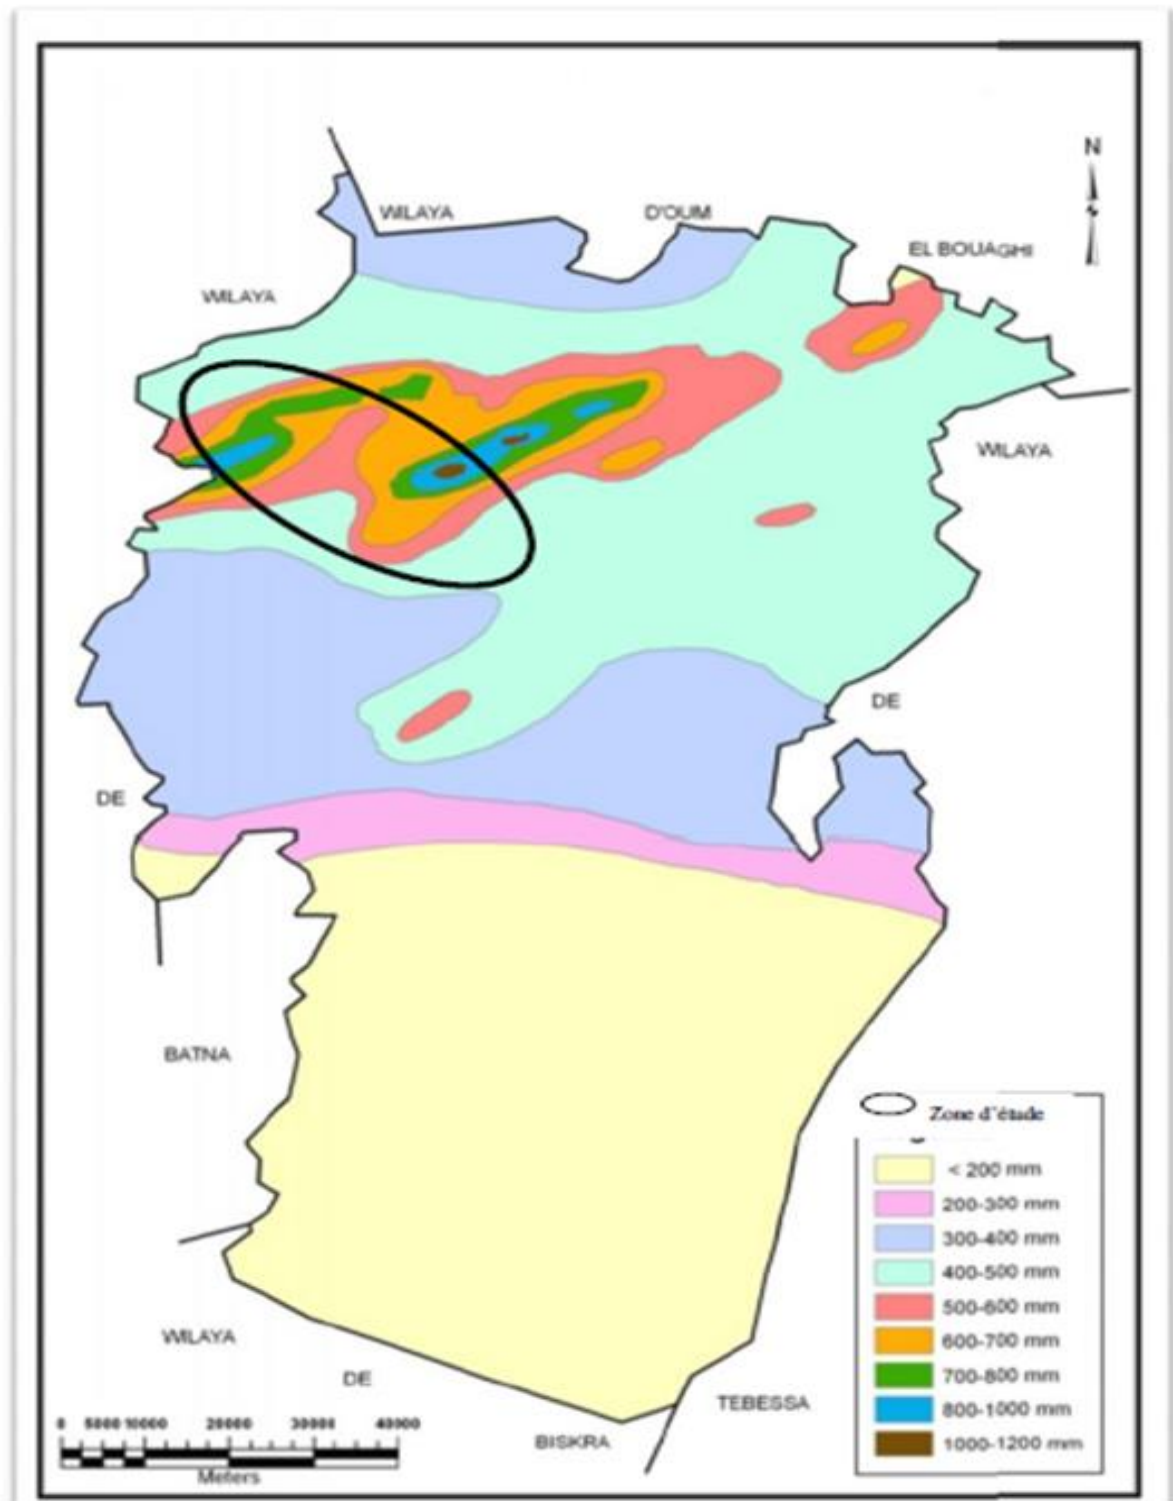 N
WILAYA
D'OUM
EL BOUAGHI
WILAYA
WILAYA
DE
DE
BATNA
WILAYA
DE
TEBESSA
BISKRA
0 5000 10000 20000 30000 40000
Meters
Zone d'étude
< 200 mm
200-300 mm
300-400 mm
400-500 mm
500-600 mm
600-700 mm
700-800 mm
800-1000 mm
1000-1200 mm